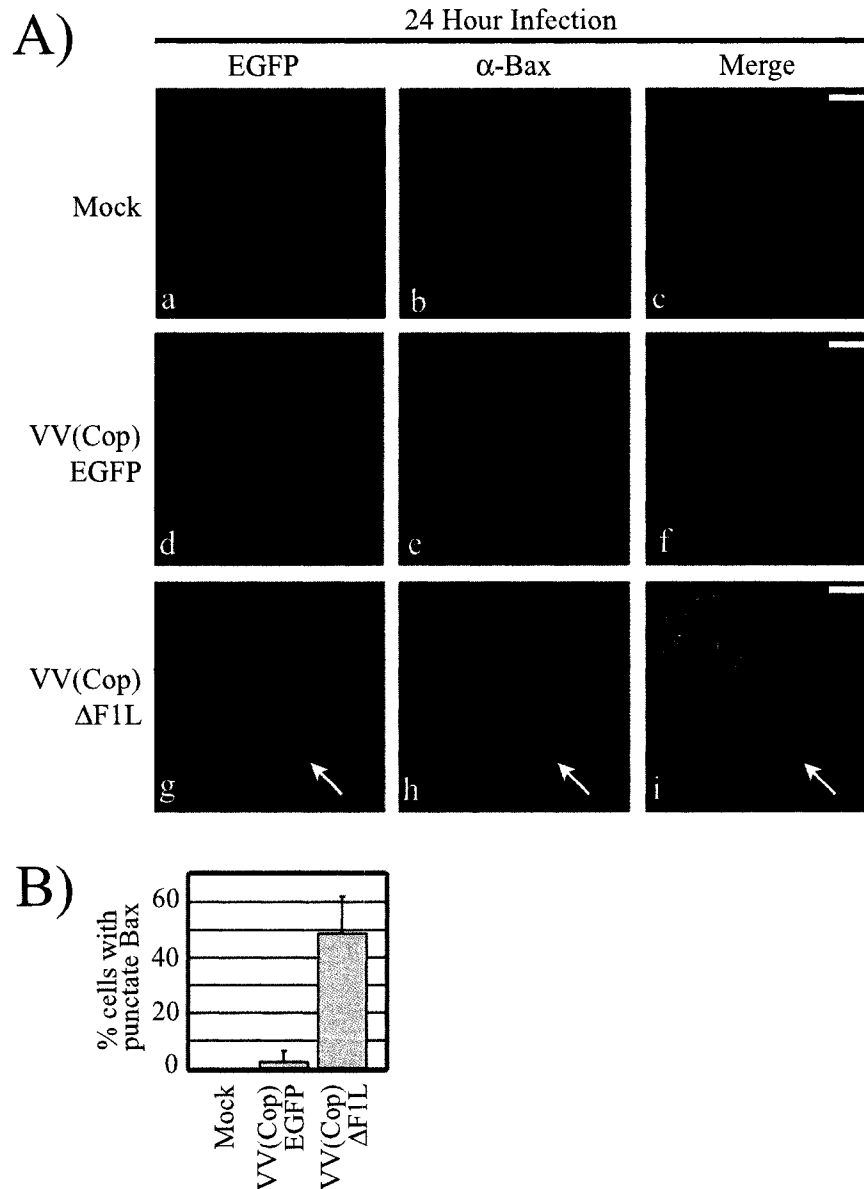 A)
24 Hour Infection
EGFP α-Bax Merge
Mock
a b c
VV(Cop)
EGFP
d e f
VV(Cop)
ΔF1L
g h i
B)
% cells with
punctate Bax
60
40
20
0
Mock
VV(Cop)
EGFP
VV(Cop)
ΔF1L